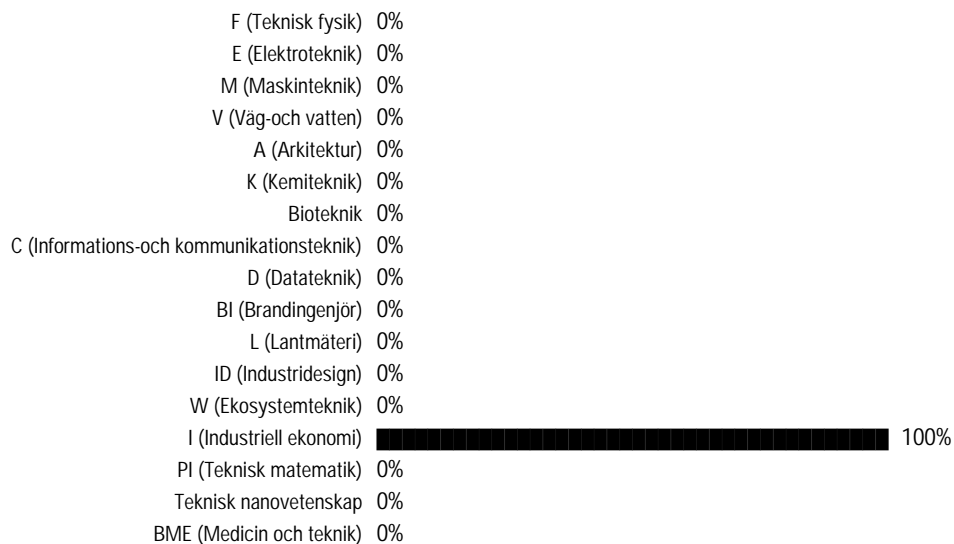 F (Teknisk fysik) 0%
E (Elektroteknik) 0%
M (Maskinteknik) 0%
V (Väg-och vatten) 0%
A (Arkitektur) 0%
K (Kemiteknik) 0%
Bioteknik 0%
C (Informations-och kommunikationsteknik) 0%
D (Datateknik) 0%
BI (Brandingenjör) 0%
L (Lantmäteri) 0%
ID (Industridesign) 0%
W (Ekosystemteknik) 0%
I (Industriell ekonomi) 100%
PI (Teknisk matematik) 0%
Teknisk nanovetenskap 0%
BME (Medicin och teknik) 0%